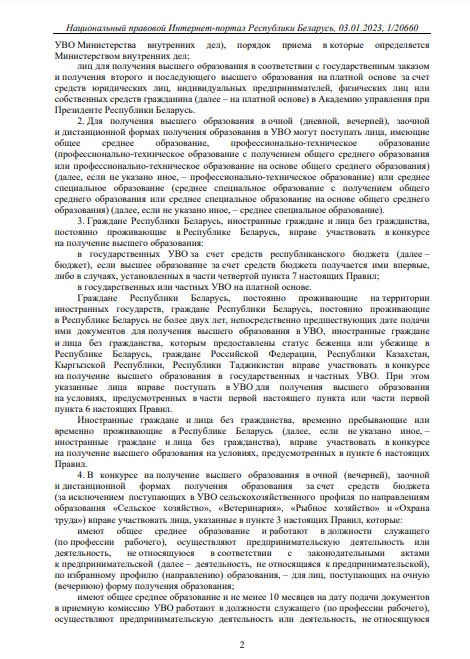 Национальный правовой Интернет-портал Республики Беларусь, 03.01.2023, 1/20660
УВО Министерства внутренних дел), порядок приема в которые определяется
Министерством внутренних дел;
лиц для получения высшего образования в соответствии с государственным заказом
и получения второго и последующего высшего образования на платной основе за счет
средств юридических лиц, индивидуальных предпринимателей, физических лиц или
собственных средств гражданина (далее – на платной основе) в Академию управления при
Президенте Республики Беларусь.
2. Для получения высшего образования в очной (дневной, вечерней), заочной
и дистанционной формах получения образования в УВО могут поступать лица, имеющие
общее среднее образование, профессионально-техническое образование
(профессионально-техническое образование с получением общего среднего образования
или профессионально-техническое образование на основе общего среднего образования)
(далее, если не указано иное, – профессионально-техническое образование) или среднее
специальное образование (среднее специальное образование с получением общего
среднего образования или среднее специальное образование на основе общего среднего
образования) (далее, если не указано иное, – среднее специальное образование).
3. Граждане Республики Беларусь, иностранные граждане и лица без гражданства,
постоянно проживающие в Республике Беларусь, вправе участвовать в конкурсе
на получение высшего образования:
в государственных УВО за счет средств республиканского бюджета (далее –
бюджет), если высшее образование за счет средств бюджета получается ими впервые,
либо в случаях, установленных в части четвертой пункта 7 настоящих Правил;
в государственных или частных УВО на платной основе.
Граждане Республики Беларусь, постоянно проживающие на территории
иностранных государств, граждане Республики Беларусь, постоянно проживающие
в Республике Беларусь не более двух лет, непосредственно предшествующих дате подачи
ими документов для получения высшего образования в УВО, иностранные граждане
и лица без гражданства, которым предоставлены статус беженца или убежище в
Республике Беларусь, граждане Российской Федерации, Республики Казахстан,
Кыргызской Республики, Республики Таджикистан вправе участвовать в конкурсе
на получение высшего образования в государственных и частных УВО. При этом
указанные лица вправе поступать в УВО для получения высшего образования
на условиях, предусмотренных в части первой настоящего пункта или части первой
пункта 6 настоящих Правил.
Иностранные граждане и лица без гражданства, временно пребывающие или
временно проживающие в Республике Беларусь (далее, если не указано иное, –
иностранные граждане и лица без гражданства), вправе участвовать в конкурсе
на получение высшего образования на условиях, предусмотренных в пункте 6 настоящих
Правил.
4. В конкурсе на получение высшего образования в очной (вечерней), заочной
и дистанционной формах получения образования за счет средств бюджета
(за исключением поступающих в УВО сельскохозяйственного профиля по направлениям
образования «Сельское хозяйство», «Ветеринария», «Рыбное хозяйство» и «Охрана
труда») вправе участвовать лица, указанные в пункте 3 настоящих Правил, которые:
имеют общее среднее образование и работают в должности служащего
(по профессии рабочего), осуществляют предпринимательскую деятельность или
деятельность, не относящуюся в соответствии с законодательными актами
к предпринимательской (далее – деятельность, не относящаяся к предпринимательской),
по избранному профилю (направлению) образования, – для лиц, поступающих на очную
(вечернюю) форму получения образования;
имеют общее среднее образование и не менее 10 месяцев на дату подачи документов
в приемную комиссию УВО работают в должности служащего (по профессии рабочего),
осуществляют предпринимательскую деятельность или деятельность, не относящуюся
2